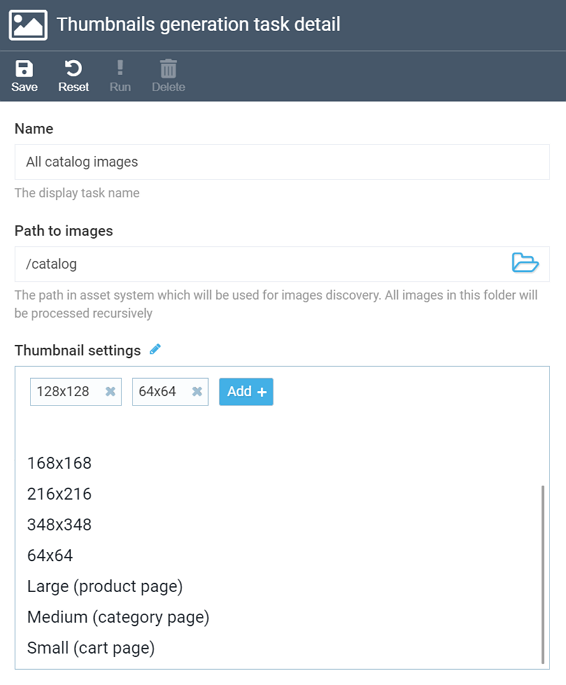 Thumbnails generation task detail
Save Reset Run Delete
Name
All catalog images
The display task name
Path to images
/catalog
The path in asset system which will be used for images discovery. All images in this folder will
be processed recursively
Thumbnail settings
128x128 64x64 Add +
168x168
216x216
348x348
64x64
Large (product page)
Medium (category page)
Small (cart page)